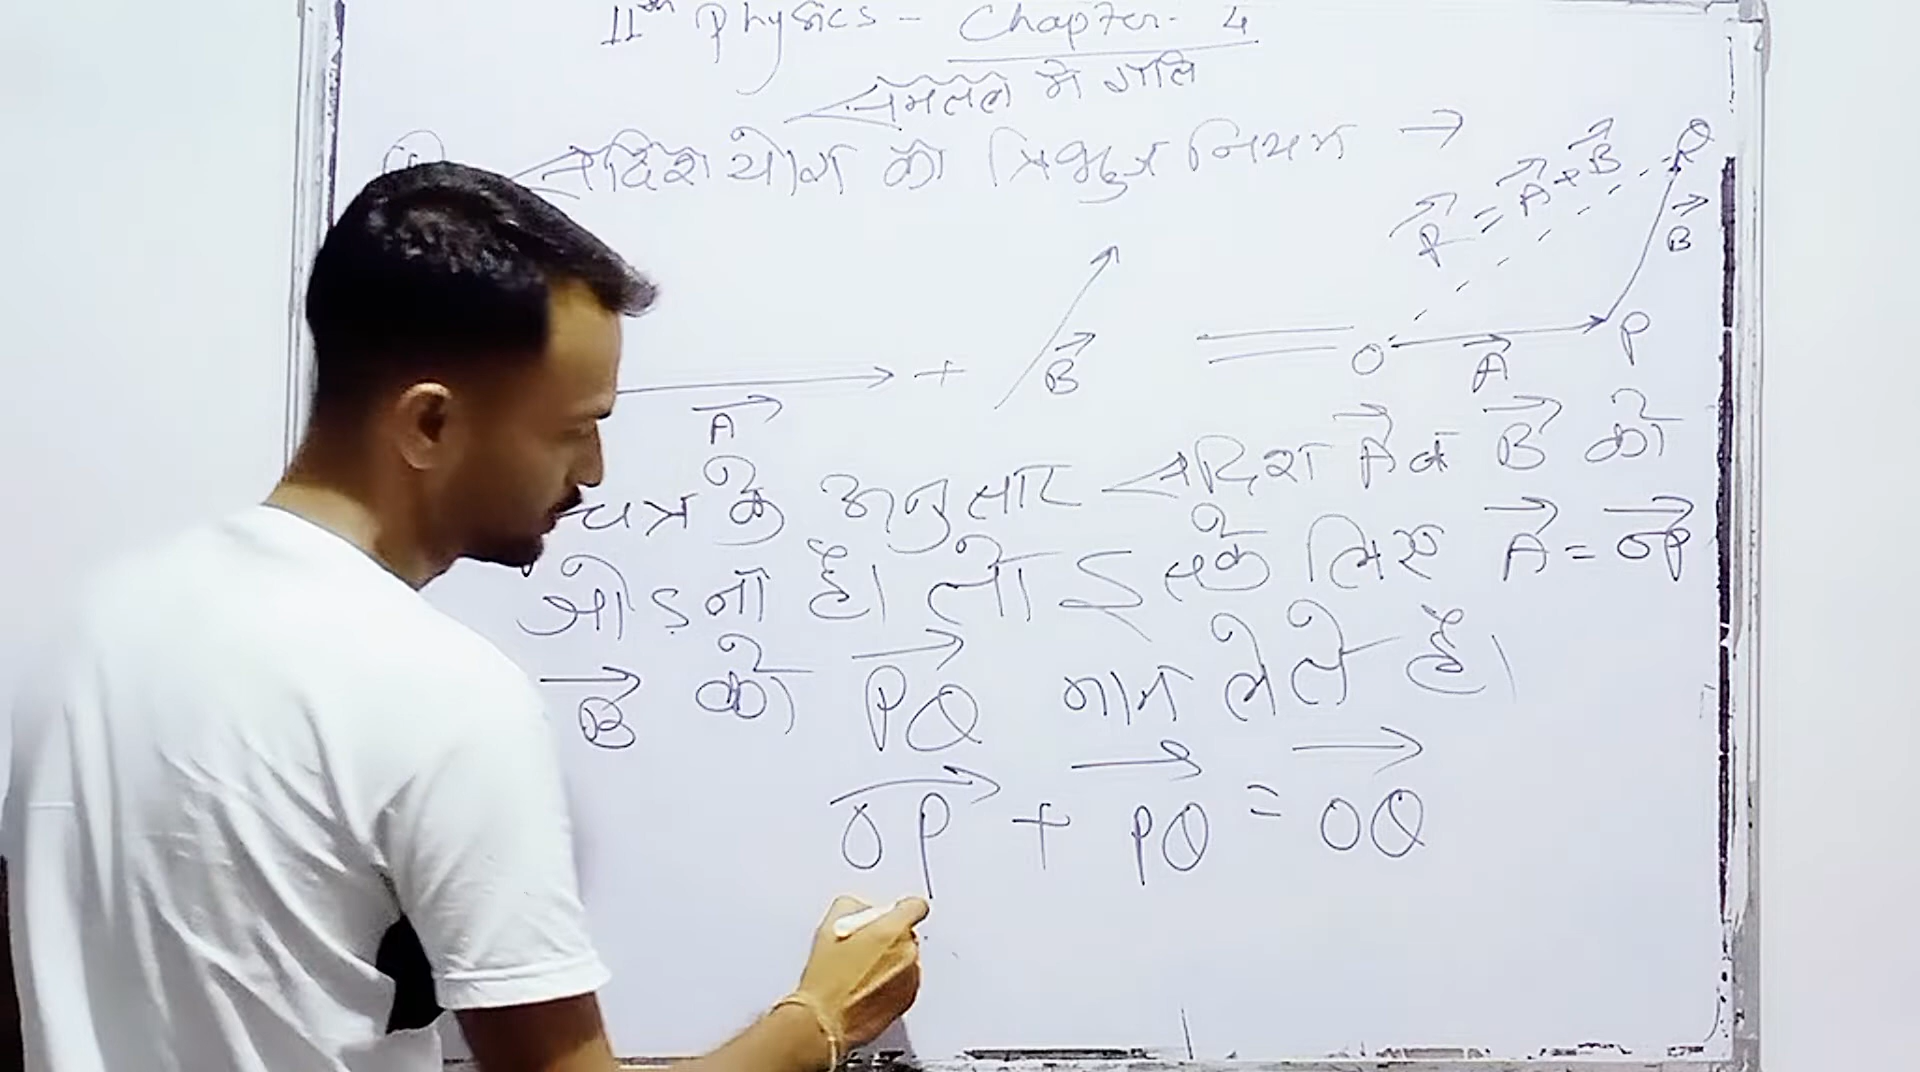 11th Physics - Chapter- 4
समतल में गति
सदिश योग का त्रिभुज नियम →
R⃗ = A⃗ + B⃗
Q
B⃗
P
A⃗ + B⃗ = O A⃗
चित्र के अनुसार सदिश A⃗ व B⃗ को
जोड़ना है। तो इसके लिए A⃗ = OP⃗
B⃗ को PQ⃗ मान लेते हैं।
OP⃗ + PQ⃗ = OQ⃗